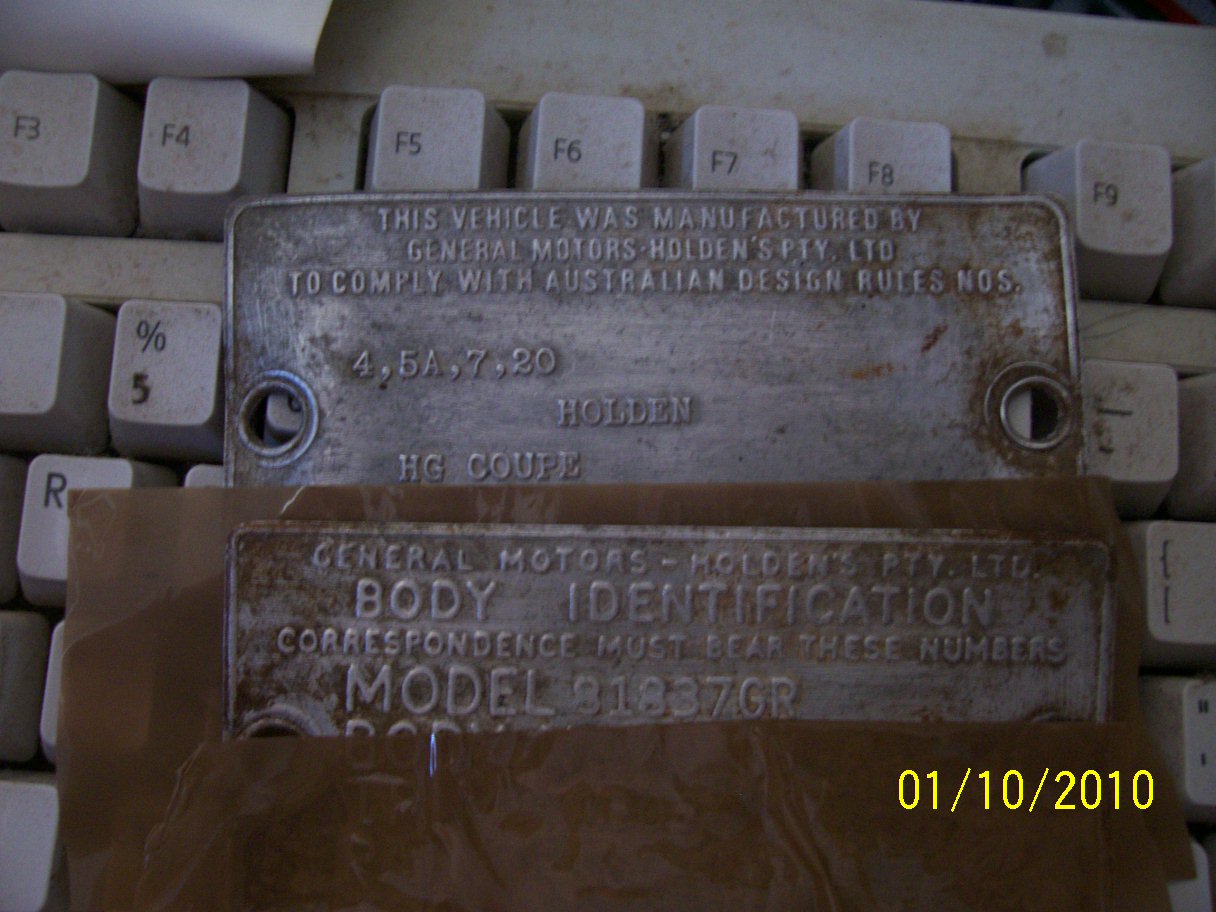 F3 F4 F5 F6 F7 F8 F9
THIS VEHICLE WAS MANUFACTURED BY
GENERAL MOTORS-HOLDEN'S PTY. LTD
TO COMPLY WITH AUSTRALIAN DESIGN RULES NOS.
%
5
4,5A,7,20
HOLDEN
HG COUPE
R
GENERAL MOTORS - HOLDEN'S PTY. LTD.
BODY IDENTIFICATION
CORRESPONDENCE MUST BEAR THESE NUMBERS
MODEL 81837GR
BODY
{
[
"
'
01/10/2010